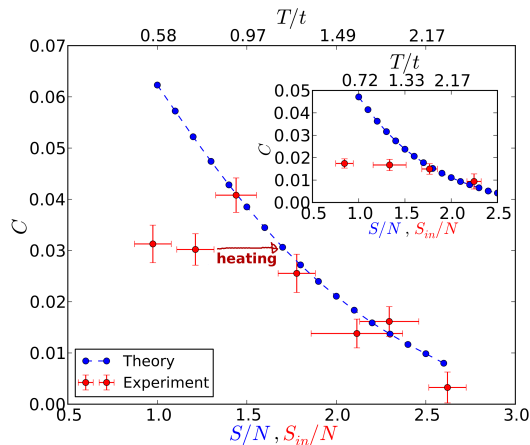 T/t
0.58 0.97 1.49 2.17
0.07
0.06
0.05
0.04
0.03
0.02
0.01
0.00
C
T/t
0.72 1.33 2.17
0.05
0.04
0.03
0.02
0.01
0.00
C
0.5 1.0 1.5 2.0 2.5
S/N , S_in/N
heating
Theory
Experiment
0.5 1.0 1.5 2.0 2.5 3.0
S/N , S_in/N